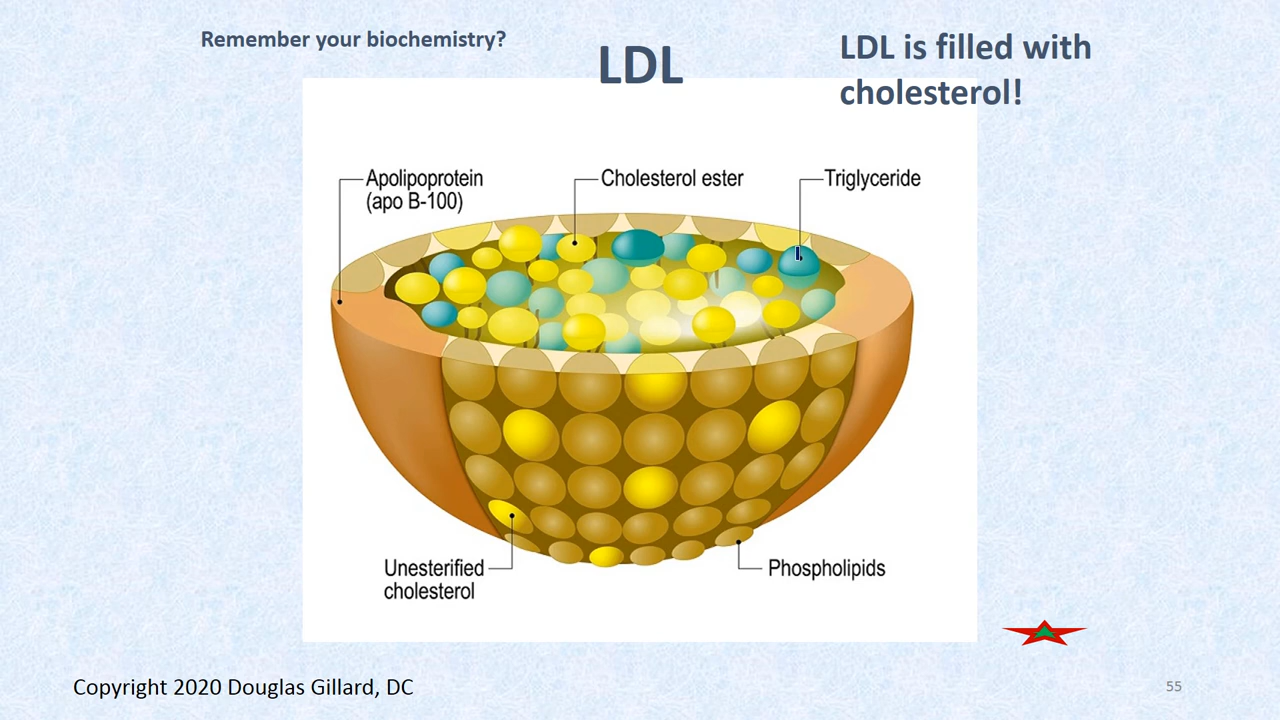 Remember your biochemistry?
LDL
LDL is filled with
cholesterol!
Apolipoprotein
(apo B-100)
Cholesterol ester
Triglyceride
Unesterified
cholesterol
Phospholipids
Copyright 2020 Douglas Gillard, DC
55